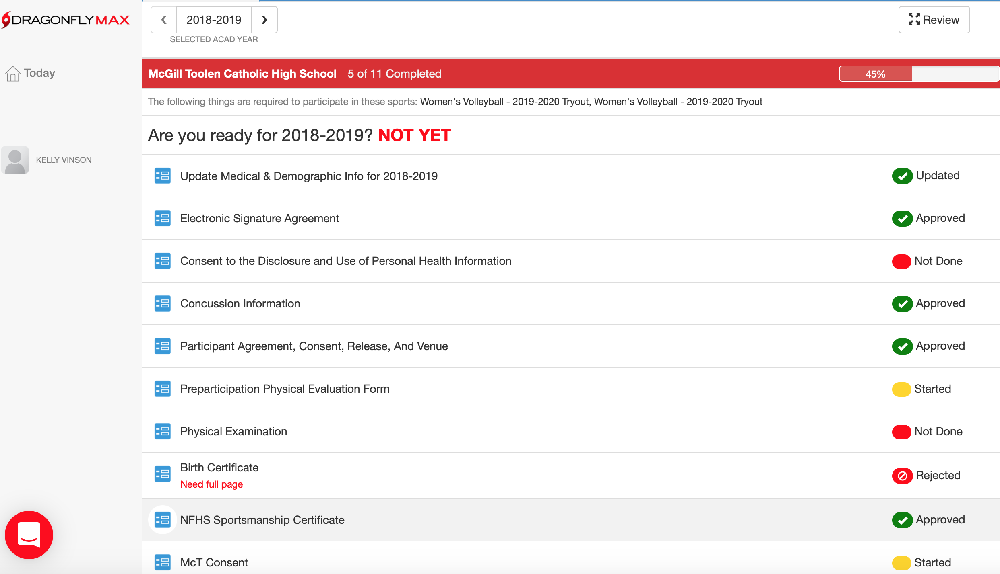 DRAGONFLYMAX
Today
KELLY VINSON
2018-2019
SELECTED ACAD YEAR
Review
McGill Toolen Catholic High School 5 of 11 Completed 45%
The following things are required to participate in these sports: Women's Volleyball - 2019-2020 Tryout, Women's Volleyball - 2019-2020 Tryout
Are you ready for 2018-2019? NOT YET
Update Medical & Demographic Info for 2018-2019 Updated
Electronic Signature Agreement Approved
Consent to the Disclosure and Use of Personal Health Information Not Done
Concussion Information Approved
Participant Agreement, Consent, Release, And Venue Approved
Preparticipation Physical Evaluation Form Started
Physical Examination Not Done
Birth Certificate Rejected
Need full page
NFHS Sportsmanship Certificate Approved
McT Consent Started